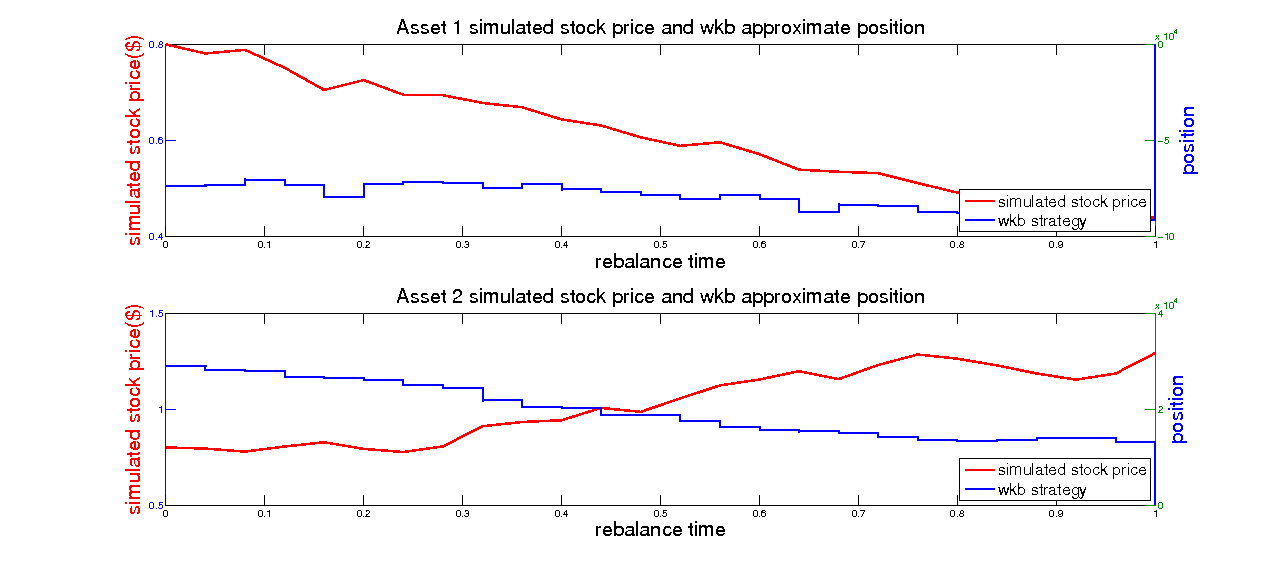 Asset 1 simulated stock price and wkb approximate position
x 10^4
0.8
0.6
0.4
simulated stock price($)
0
-5
-10
position
simulated stock price
wkb strategy
0 0.1 0.2 0.3 0.4 0.5 0.6 0.7 0.8 0.9 1
rebalance time
Asset 2 simulated stock price and wkb approximate position
x 10^4
1.5
1
0.5
simulated stock price($)
4
2
0
position
simulated stock price
wkb strategy
0 0.1 0.2 0.3 0.4 0.5 0.6 0.7 0.8 0.9 1
rebalance time